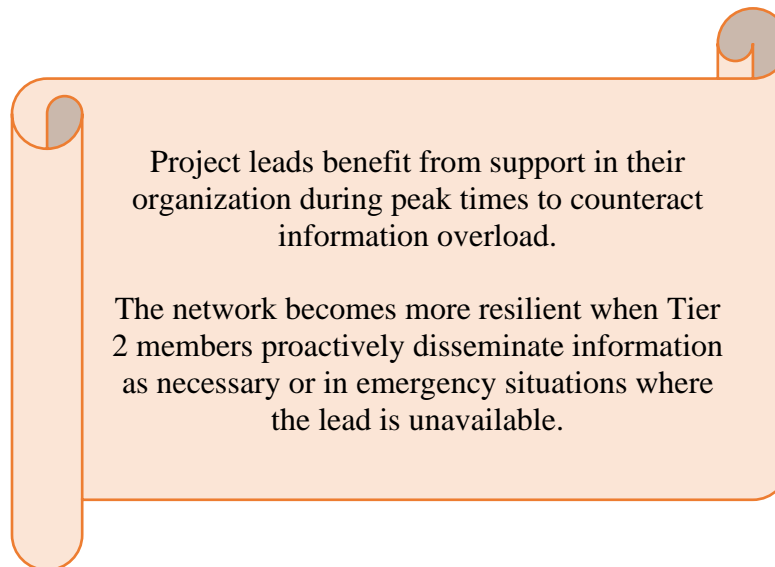 Project leads benefit from support in their
organization during peak times to counteract
information overload.
The network becomes more resilient when Tier
2 members proactively disseminate information
as necessary or in emergency situations where
the lead is unavailable.